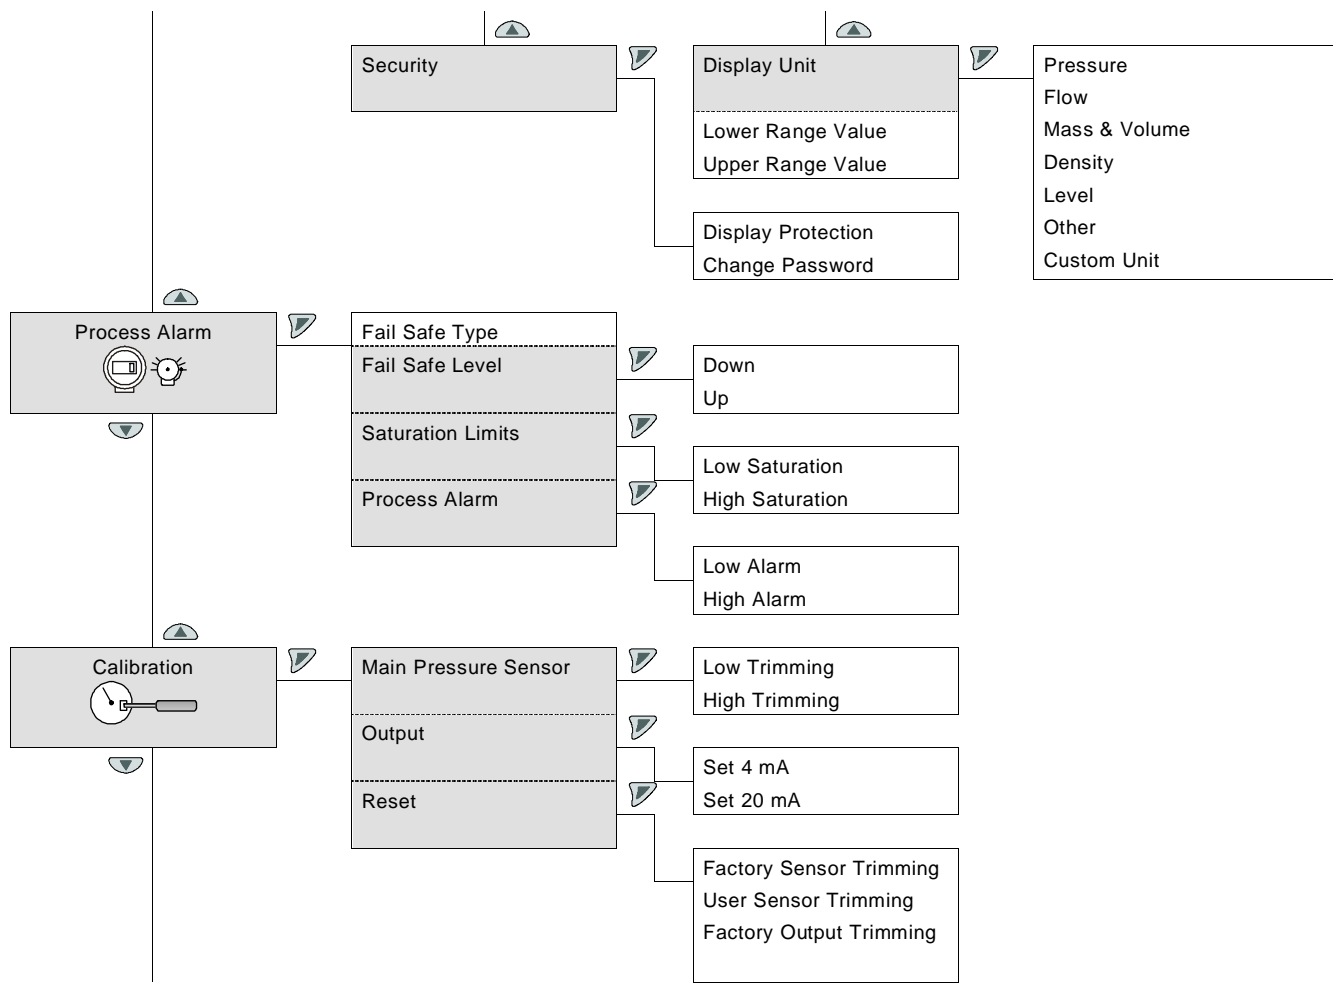 Security
Display Unit
Lower Range Value
Upper Range Value
Pressure
Flow
Mass & Volume
Density
Level
Other
Custom Unit
Display Protection
Change Password
Process Alarm
Fail Safe Type
Fail Safe Level
Saturation Limits
Process Alarm
Down
Up
Low Saturation
High Saturation
Low Alarm
High Alarm
Calibration
Main Pressure Sensor
Output
Reset
Low Trimming
High Trimming
Set 4 mA
Set 20 mA
Factory Sensor Trimming
User Sensor Trimming
Factory Output Trimming